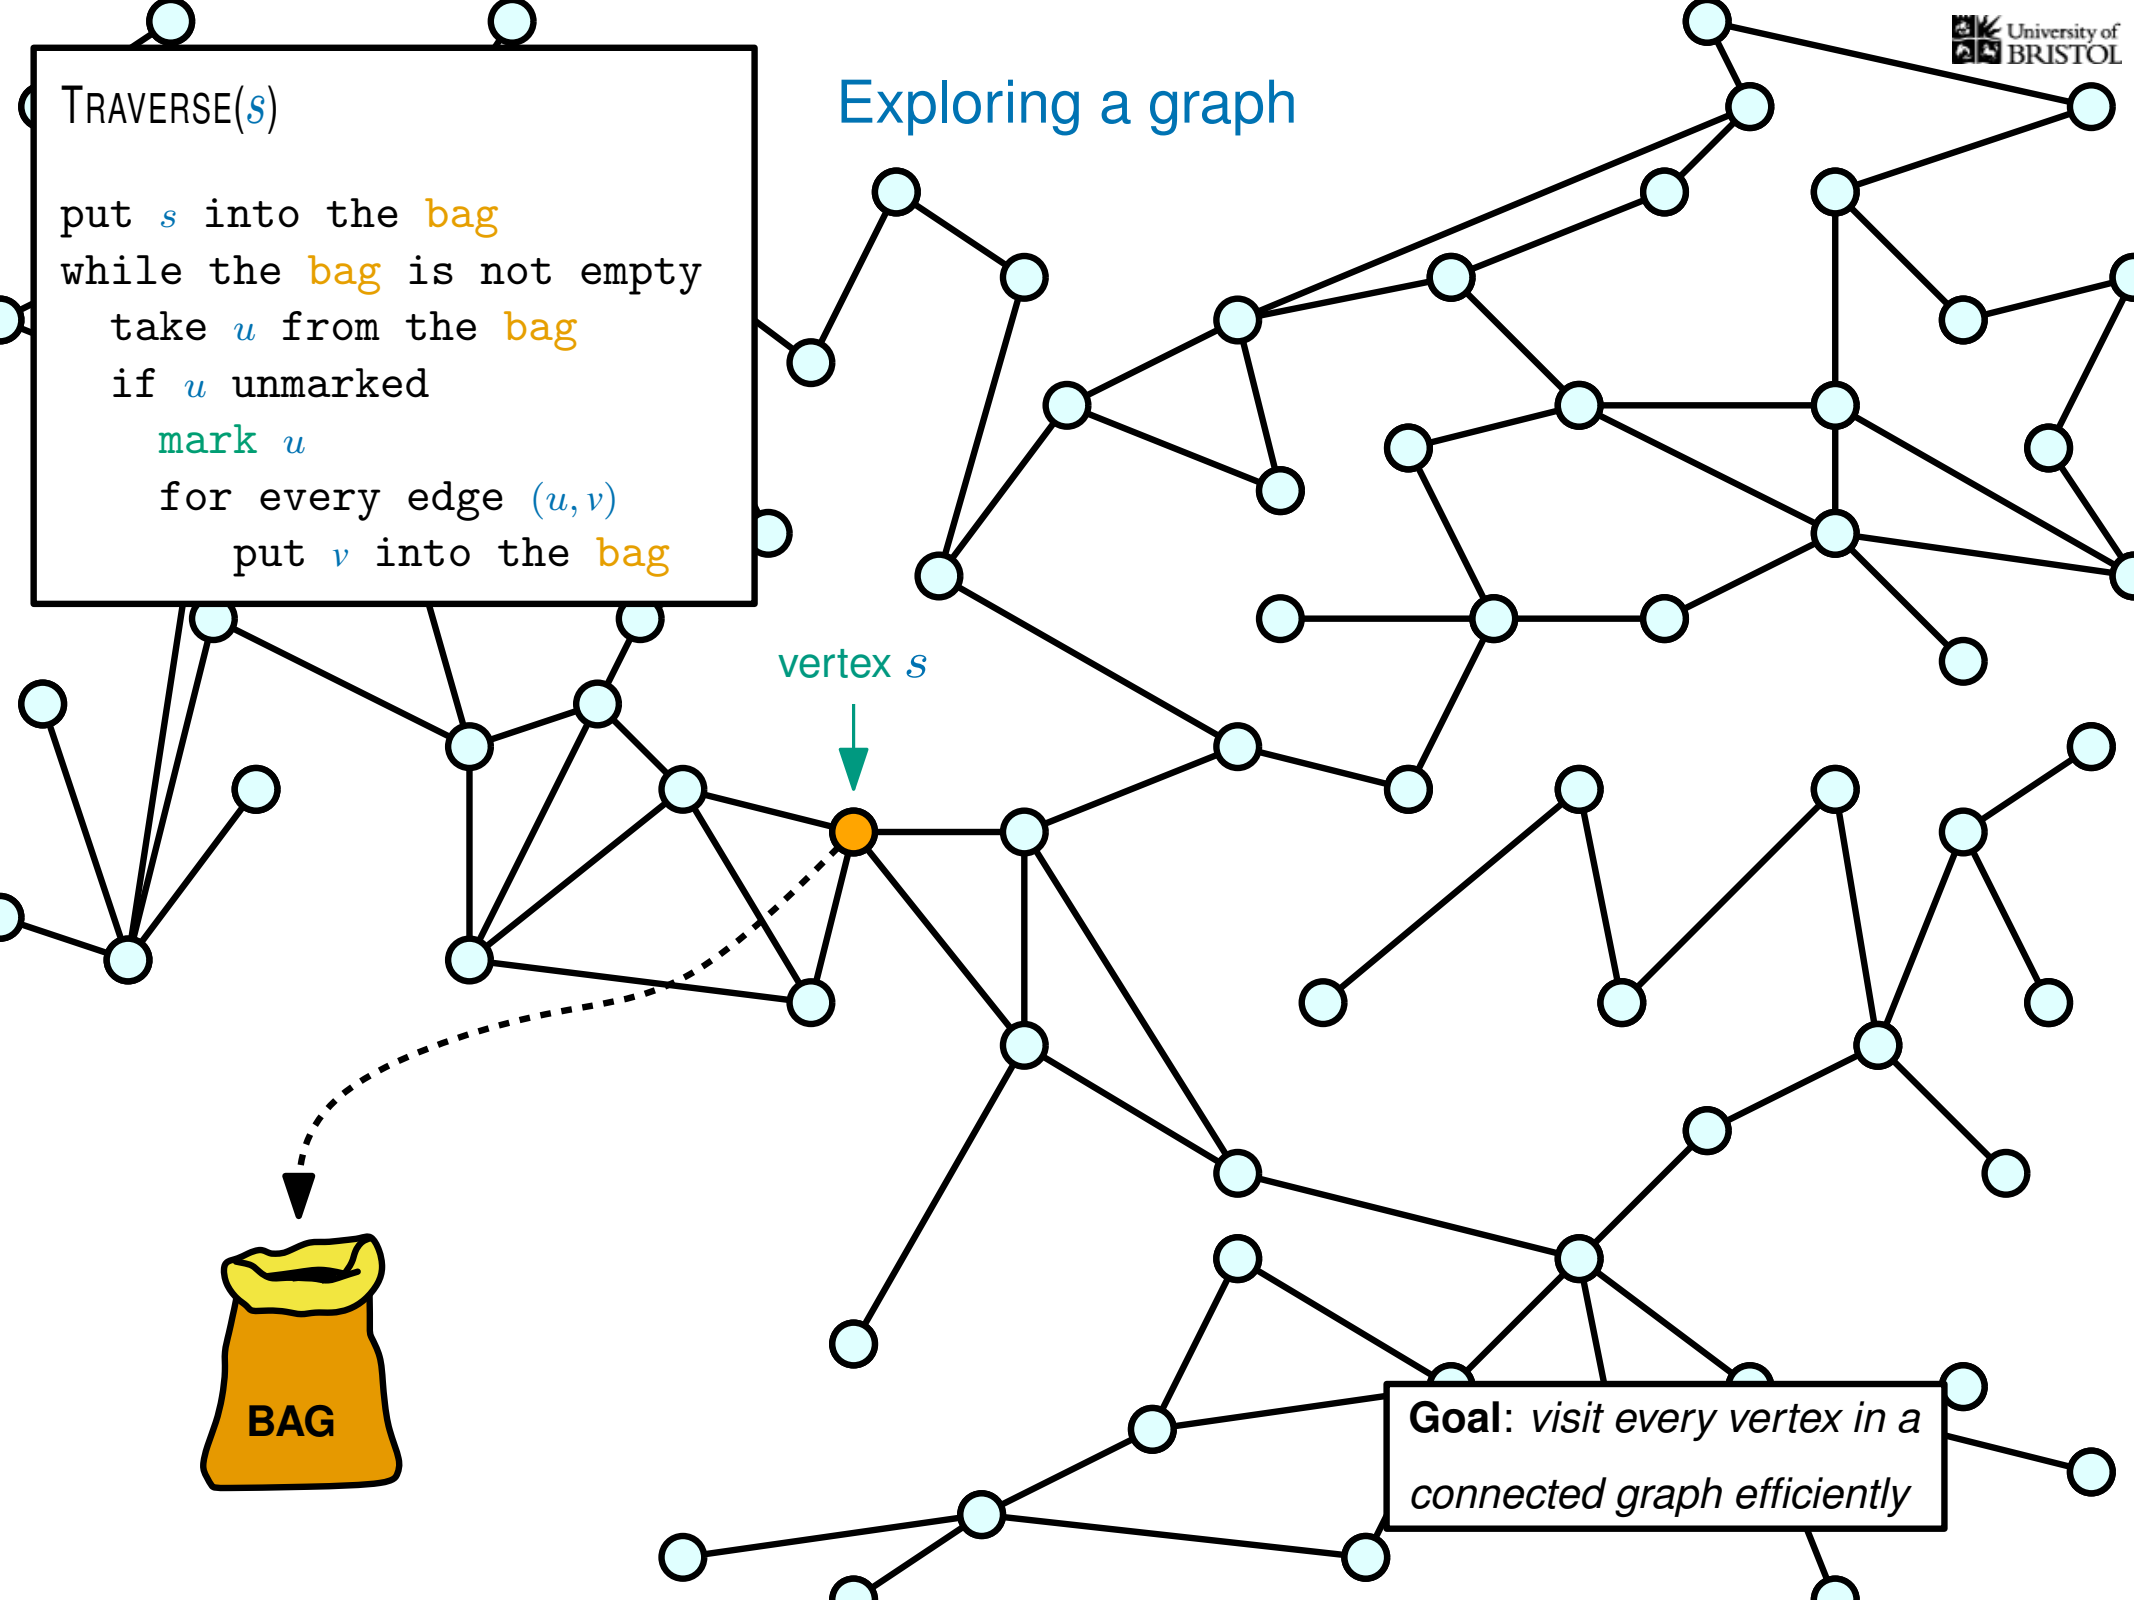 University of
BRISTOL
Exploring a graph
TRAVERSE(s)
put s into the bag
while the bag is not empty
take u from the bag
if u unmarked
mark u
for every edge (u, v)
put v into the bag
vertex s
BAG
Goal: visit every vertex in a
connected graph efficiently